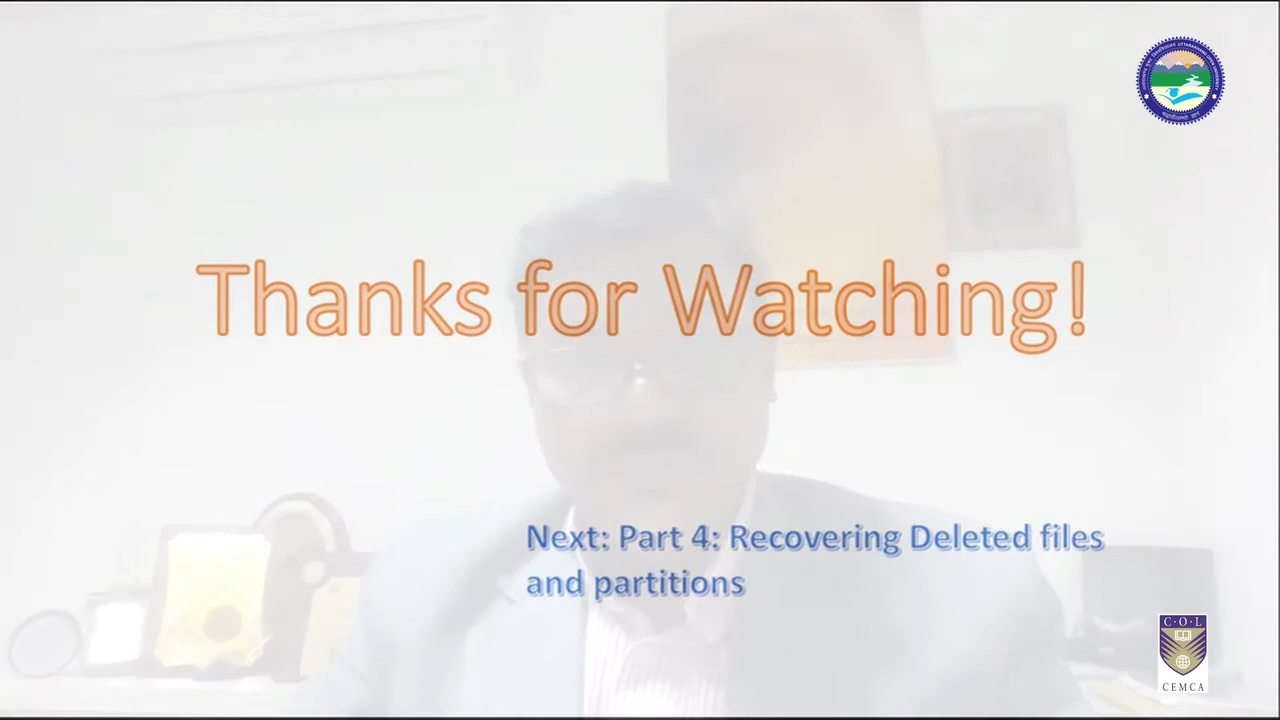 Thanks for Watching!
Next: Part 4: Recovering Deleted files
and partitions
C·O·L
CEMCA